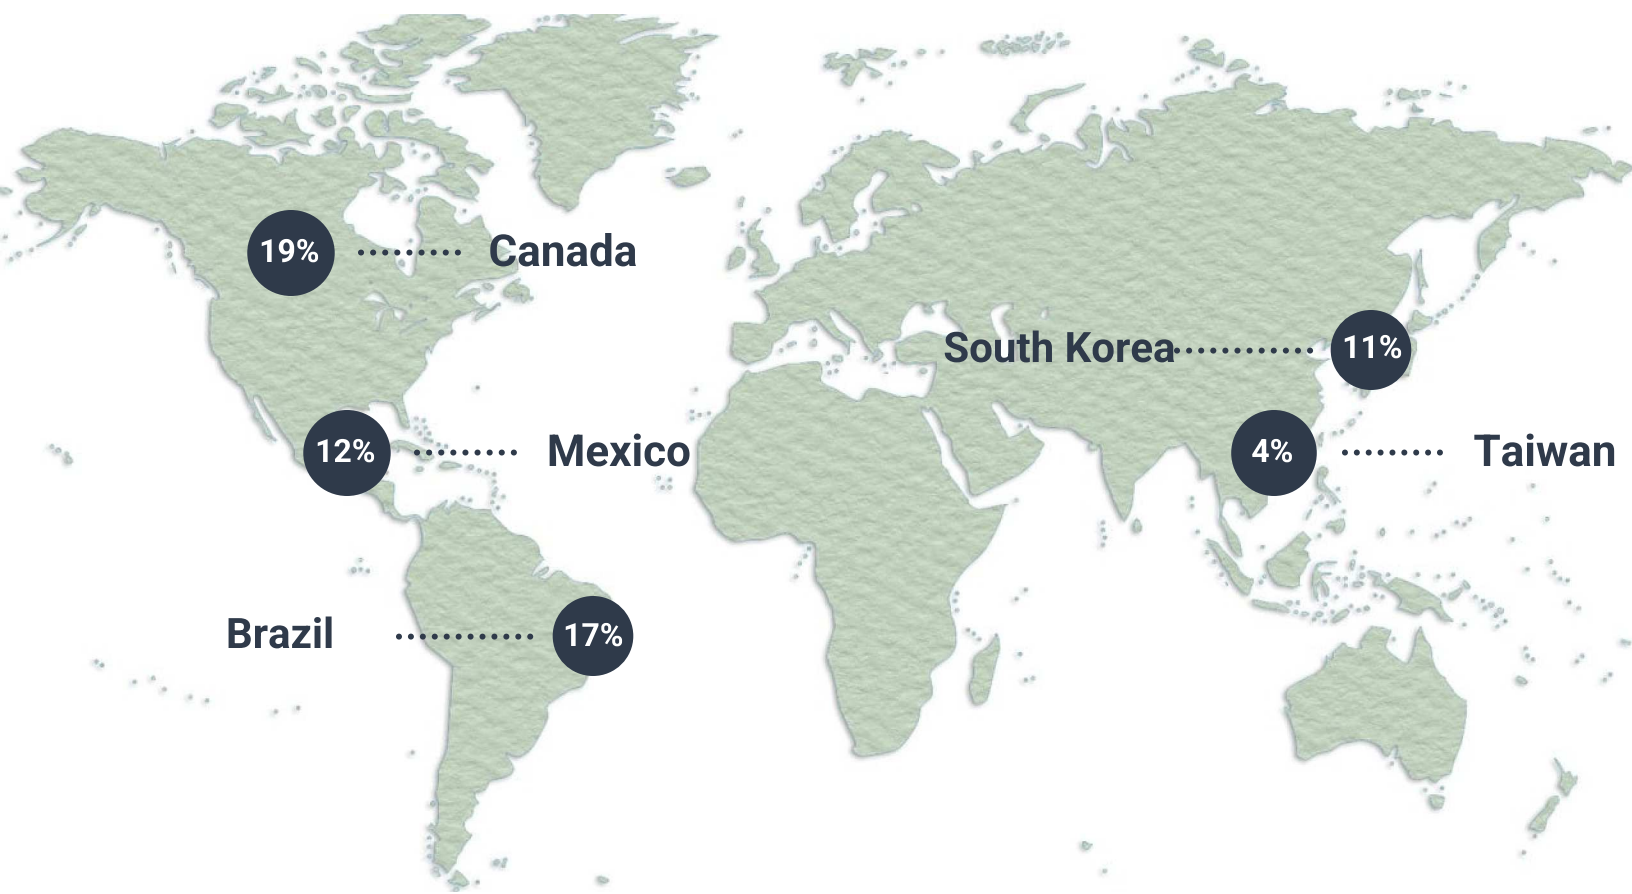 19% Canada
South Korea 11%
12% Mexico
4% Taiwan
Brazil 17%